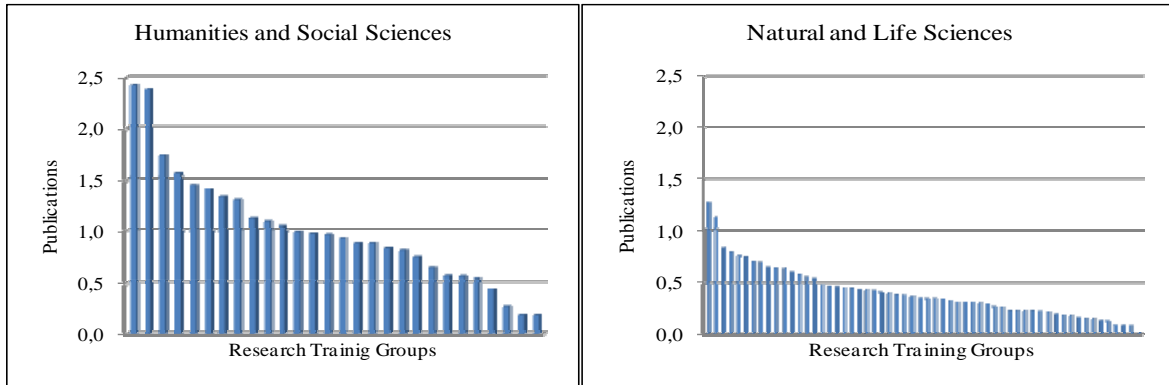 Humanities and Social Sciences
2,5
2,0
1,5
1,0
0,5
0,0
Publications
Research Trainig Groups
Natural and Life Sciences
2,5
2,0
1,5
1,0
0,5
0,0
Publications
Research Training Groups